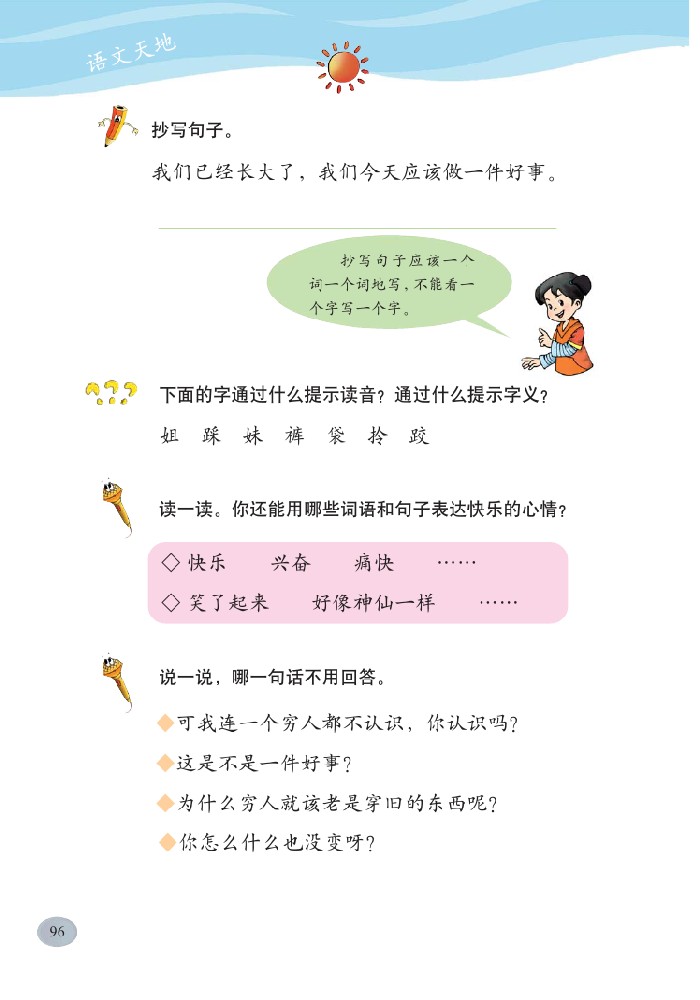 语文天地
抄写句子。
我们已经长大了，我们今天应该做一件好事。
抄写句子应该一个
词一个词地写，不能看一
个字写一个字。
下面的字通过什么提示读音？通过什么提示字义？
姐 踩 妹 裤 袋 拎 跤
读一读。你还能用哪些词语和句子表达快乐的心情？
◇ 快乐 兴奋 痛快 ……
◇ 笑了起来 好像神仙一样 ……
说一说，哪一句话不用回答。
◆可我连一个穷人都不认识，你认识吗？
◆这是不是一件好事？
◆为什么穷人就该老是穿旧的东西呢？
◆你怎么什么也没变呀？
96